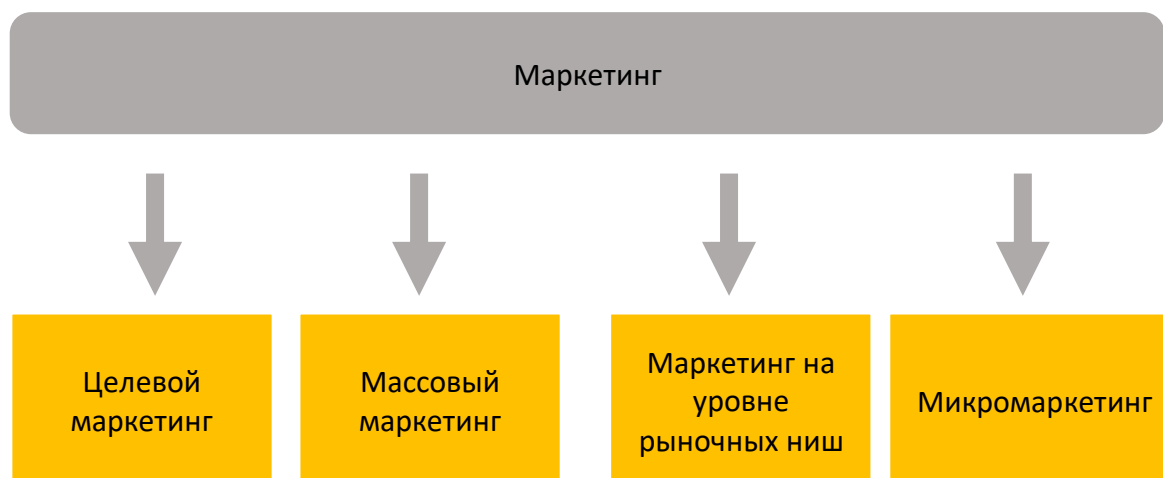 Маркетинг
Целевой
маркетинг
Массовый
маркетинг
Маркетинг на
уровне
рыночных ниш
Микромаркетинг